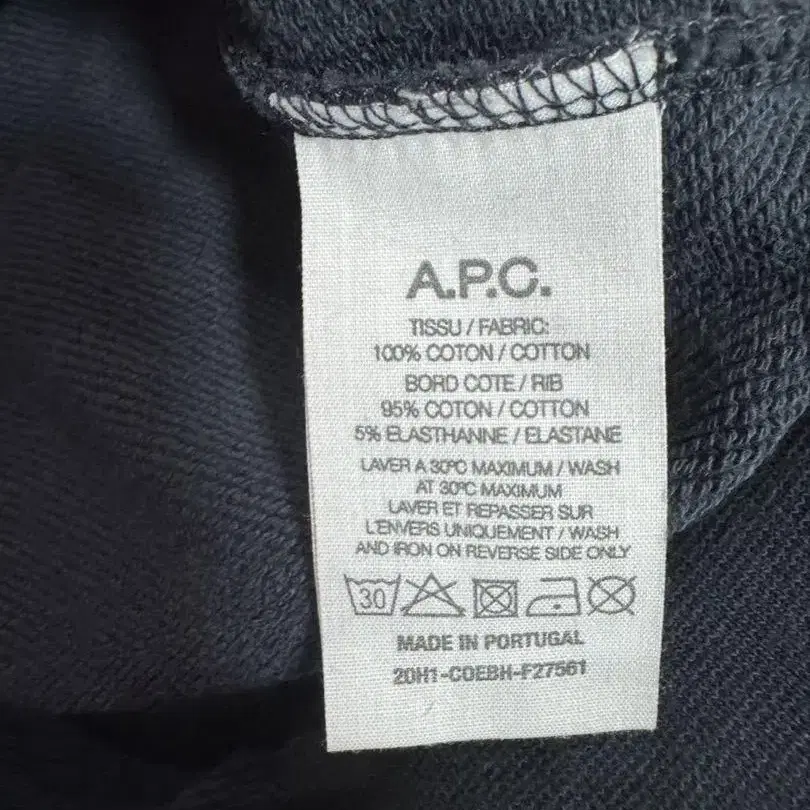 A.P.C.
TISSU / FABRIC:
100% COTON / COTTON
BORD COTE / RIB
95% COTON / COTTON
5% ELASTHANNE / ELASTANE
LAVER A 30°C MAXIMUM / WASH
AT 30°C MAXIMUM
LAVER ET REPASSER SUR
L'ENVERS UNIQUEMENT / WASH
AND IRON ON REVERSE SIDE ONLY
30
MADE IN PORTUGAL
20H1-COEBH-F27561